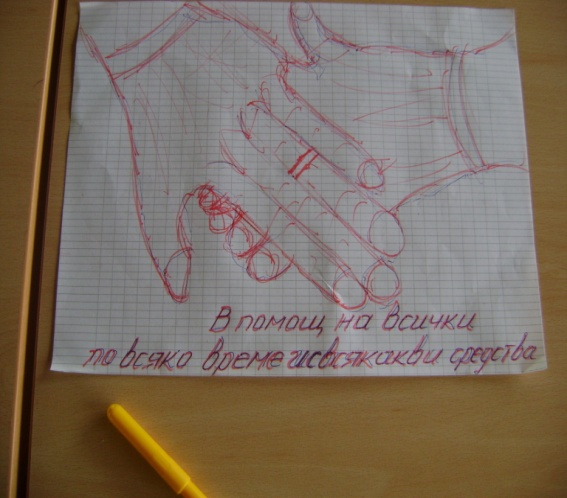 В помощ на всички
по всяко време и с всякакви средства